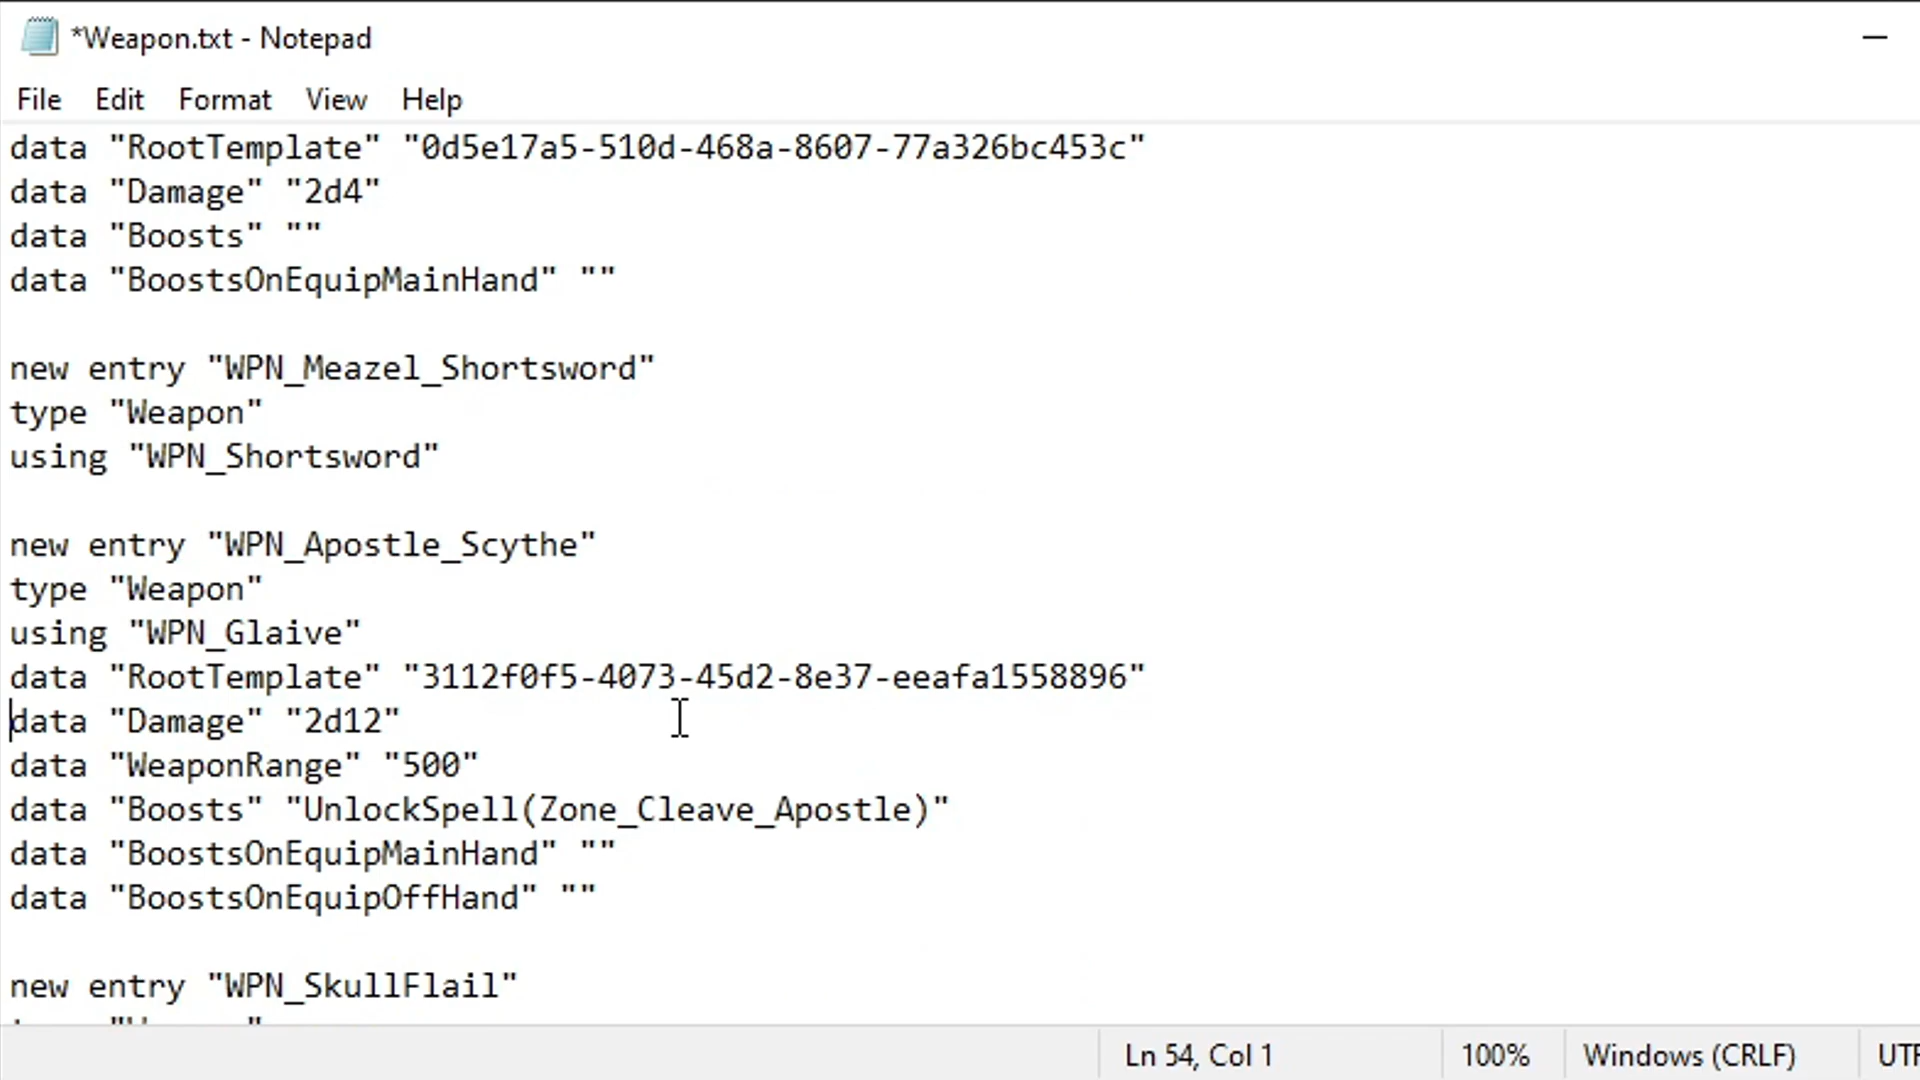 *Weapon.txt - Notepad
File Edit Format View Help
data "RootTemplate" "0d5e17a5-510d-468a-8607-77a326bc453c"
data "Damage" "2d4"
data "Boosts" ""
data "BoostsOnEquipMainHand" ""
new entry "WPN_Meazel_Shortsword"
type "Weapon"
using "WPN_Shortsword"
new entry "WPN_Apostle_Scythe"
type "Weapon"
using "WPN_Glaive"
data "RootTemplate" "3112f0f5-4073-45d2-8e37-eeafa1558896"
data "Damage" "2d12"
data "WeaponRange" "500"
data "Boosts" "UnlockSpell(Zone_Cleave_Apostle)"
data "BoostsOnEquipMainHand" ""
data "BoostsOnEquipOffHand" ""
new entry "WPN_SkullFlail"
Ln 54, Col 1 100% Windows (CRLF) UTF